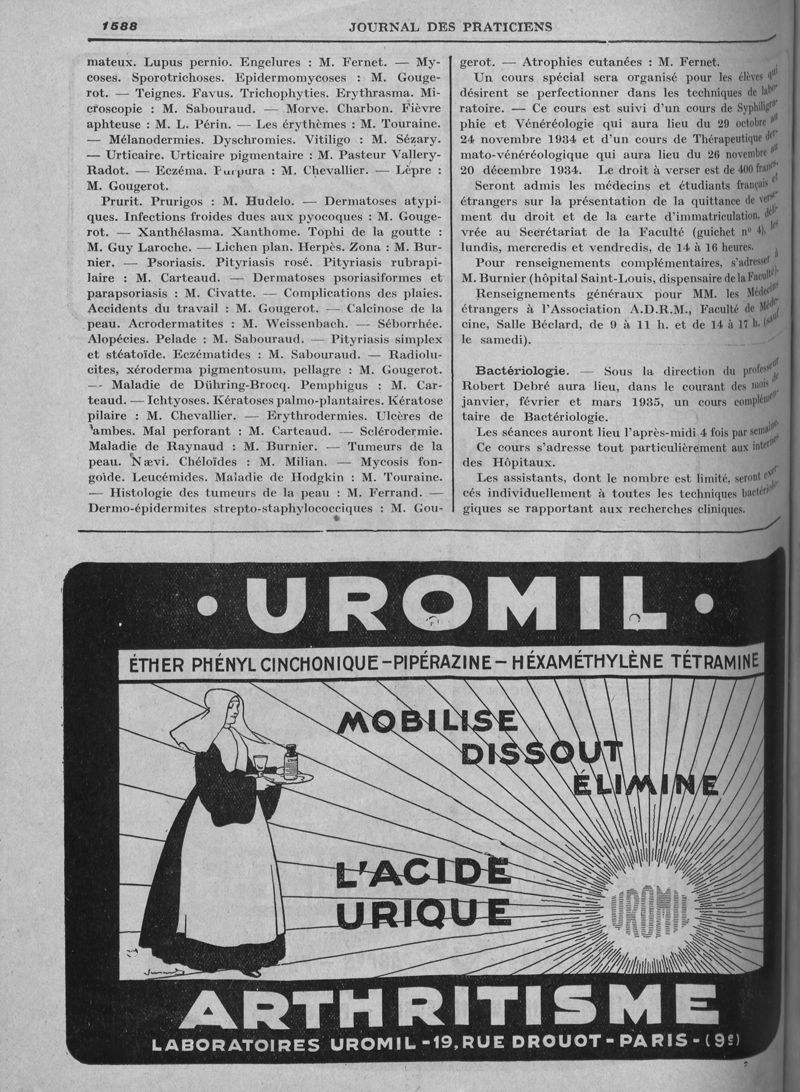 1588
JOURNAL DES PRATICIENS
mateux. Lupus pernio. Engelures : M. Fernet. — My-
coses. Sporotrichoses. Epidermomycoses : M. Gouge-
rot. — Teignes. Favus. Trichophyties. Erythrasma. Mi-
croscopie : M. Sabouraud. — Morve. Charbon. Fièvre
aphteuse : M. L. Périn. — Les érythèmes : M. Touraine.
— Mélanodermies. Dyschromies. Vitiligo : M. Sézary.
— Urticaire. Urticaire pigmentaire : M. Pasteur Vallery-
Radot. — Eczéma. Purpura : M. Chevallier. — Lèpre :
M. Gougerot.
Prurit. Prurigos : M. Hudelo. — Dermatoses atypi-
ques. Infections froides dues aux pyocoques : M. Gouge-
rot. — Xanthélasma. Xanthome. Tophi de la goutte :
M. Guy Laroche. — Lichen plan. Herpès. Zona : M. Bur-
nier. — Psoriasis. Pityriasis rosé. Pityriasis rubrapi-
laire : M. Carteaud. — Dermatoses psoriasiformes et
parapsoriasis : M. Civatte. — Complications des plaies.
Accidents du travail : M. Gougerot. — Calcinose de la
peau. Acrodermatites : M. Weissenbach. — Séborrhée.
Alopécies. Pelade : M. Sabouraud. — Pityriasis simplex
et stéatoïde. Eczématides : M. Sabouraud. — Radiolu-
cites, xéroderma pigmentosum, pellagre : M. Gougerot.
— Maladie de Dühring-Brocq. Pemphigus : M. Car-
teaud. — Ichtyoses. Kératoses palmo-plantaires. Kératose
pilaire : M. Chevallier. — Erythrodermies. Ulcères de
'ambes. Mal perforant : M. Carteaud. — Sclérodermie.
Maladie de Raynaud : M. Burnier. — Tumeurs de la
peau. Nævi. Chéloïdes : M. Milian. — Mycosis fon-
goïde. Leucémides. Maladie de Hodgkin : M. Touraine.
— Histologie des tumeurs de la peau : M. Ferrand. —
Dermo-épidermites strepto-staphylococciques : M. Gou-
gerot. — Atrophies cutanées : M. Fernet.
Un cours spécial sera organisé pour les élèves qui
désirent se perfectionner dans les techniques de labo-
ratoire. — Ce cours est suivi d'un cours de Syphiligra-
phie et Vénéréologie qui aura lieu du 29 octobre au
24 novembre 1934 et d'un cours de Thérapeutique der-
mato-vénéréologique qui aura lieu du 26 novembre au
20 décembre 1934. Le droit à verser est de 400 francs.
Seront admis les médecins et étudiants français et
étrangers sur la présentation de la quittance de verse-
ment du droit et de la carte d'immatriculation, déli-
vrée au Secrétariat de la Faculté (guichet n° 4), les
lundis, mercredis et vendredis, de 14 à 16 heures.
Pour renseignements complémentaires, s'adresser à
M. Burnier (hôpital Saint-Louis, dispensaire de la Faculté).
Renseignements généraux pour MM. les Médecins
étrangers à l'Association A.D.R.M., Faculté de Méde-
cine, Salle Béclard, de 9 à 11 h. et de 14 à 17 h. (sauf
le samedi).
Bactériologie. — Sous la direction du professeur
Robert Debré aura lieu, dans le courant des mois de
janvier, février et mars 1935, un cours complémen-
taire de Bactériologie.
Les séances auront lieu l'après-midi 4 fois par semaine.
Ce cours s'adresse tout particulièrement aux internes
des Hôpitaux.
Les assistants, dont le nombre est limité, seront exer-
cés individuellement à toutes les techniques bactério-
giques se rapportant aux recherches cliniques.
• UROMIL •
ÉTHER PHÉNYL CINCHONIQUE - PIPÉRAZINE - HÉXAMÉTHYLÈNE TÉTRAMINE
MOBILISE
DISSOUT
ÉLIMINE
L'ACIDE
URIQUE
UROMIL
ARTHRITISME
LABORATOIRES UROMIL - 19, RUE DROUOT - PARIS - (9e)